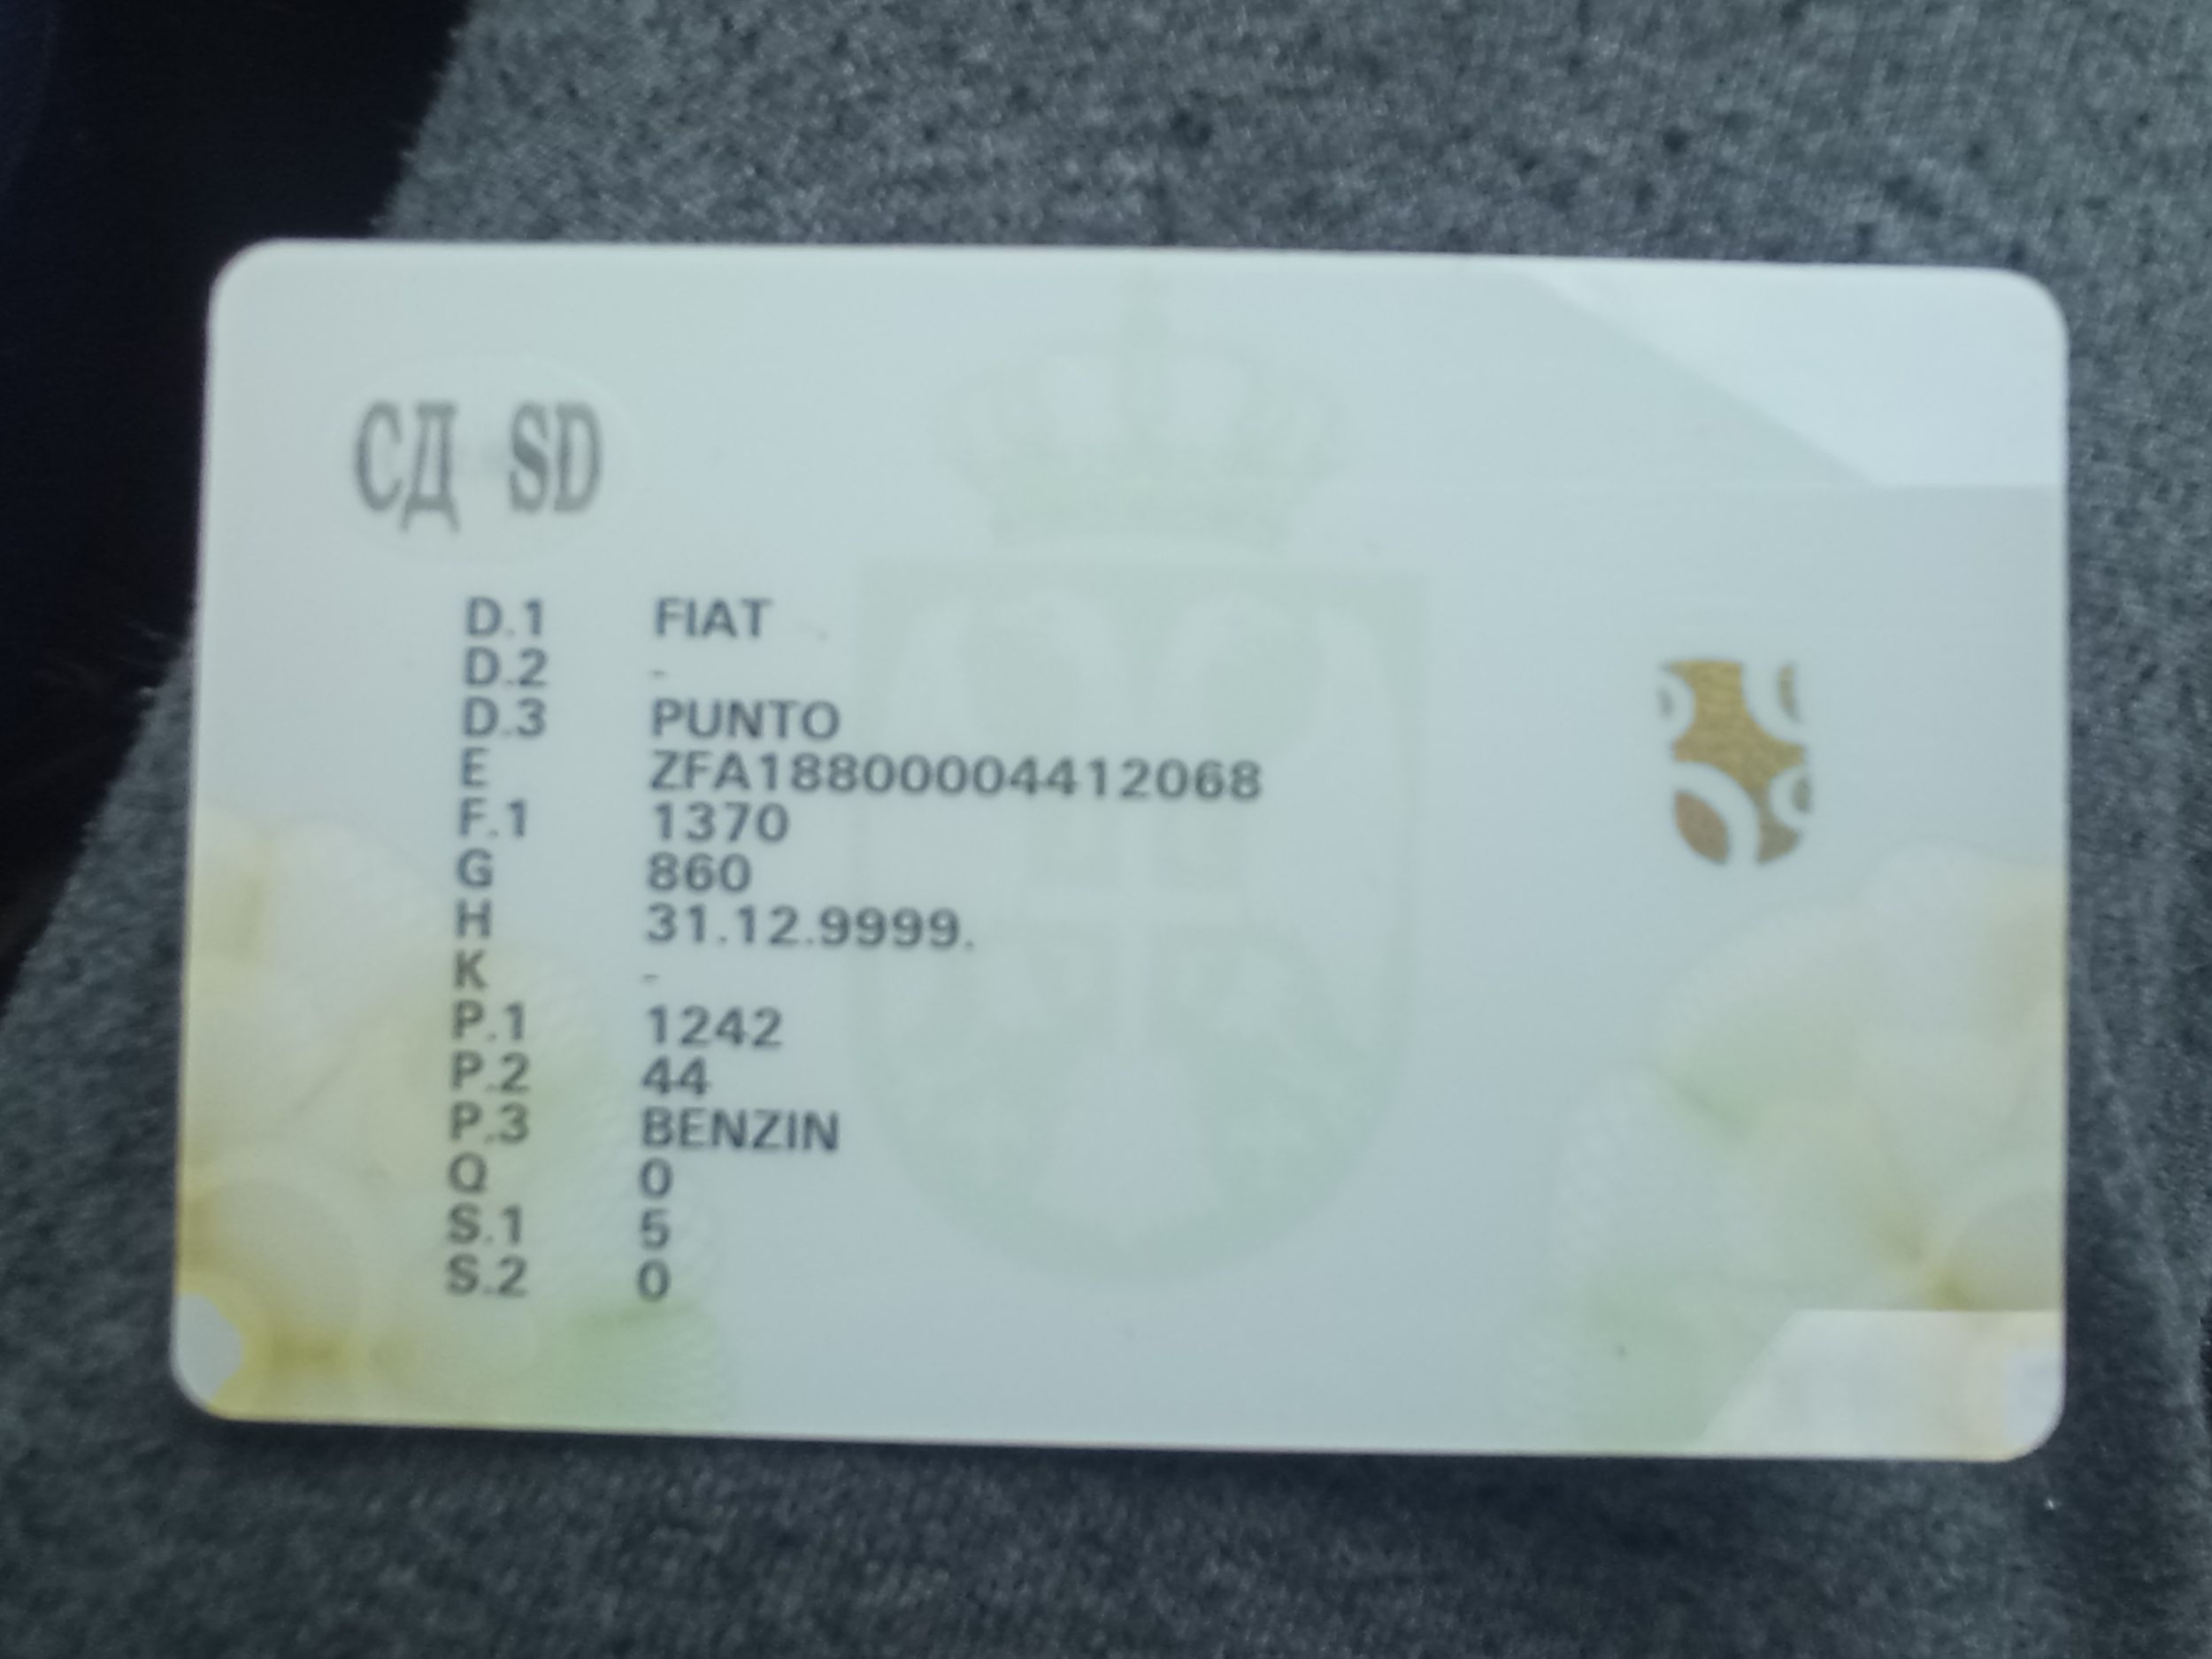 СД SD
D.1 FIAT
D.2 -
D.3 PUNTO
E ZFA18800004412068
F.1 1370
G 860
H 31.12.9999.
K -
P.1 1242
P.2 44
P.3 BENZIN
Q 0
S.1 5
S.2 0